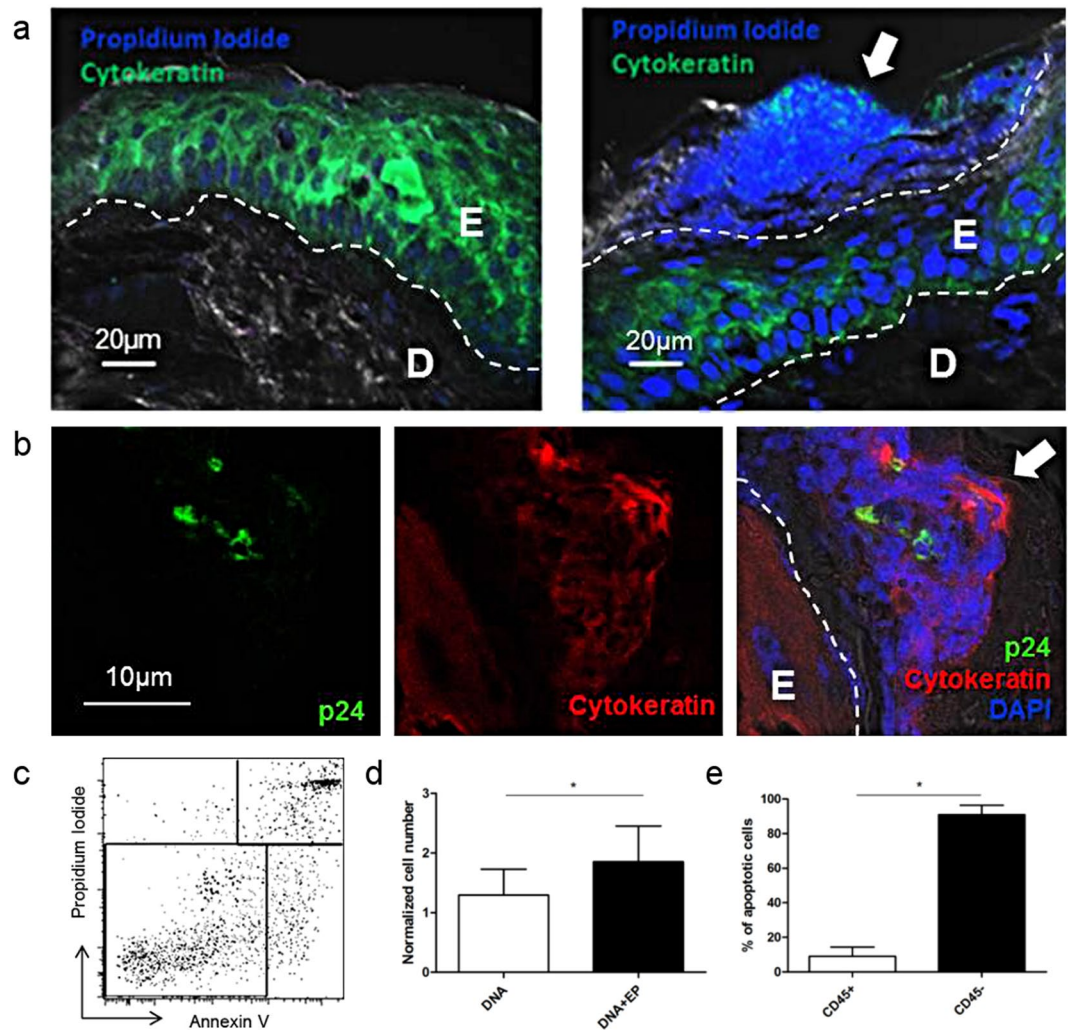 a
Propidium Iodide
Cytokeratin
E
20µm
D
Propidium Iodide
Cytokeratin
E
20µm
D
b
10µm
p24
Cytokeratin
p24
Cytokeratin
DAPI
E
c
Propidium Iodide
Annexin V
d
*
Normalized cell number
3
2
1
0
DNA
DNA+EP
e
*
% of apoptotic cells
100
80
60
40
20
0
CD45+
CD45-